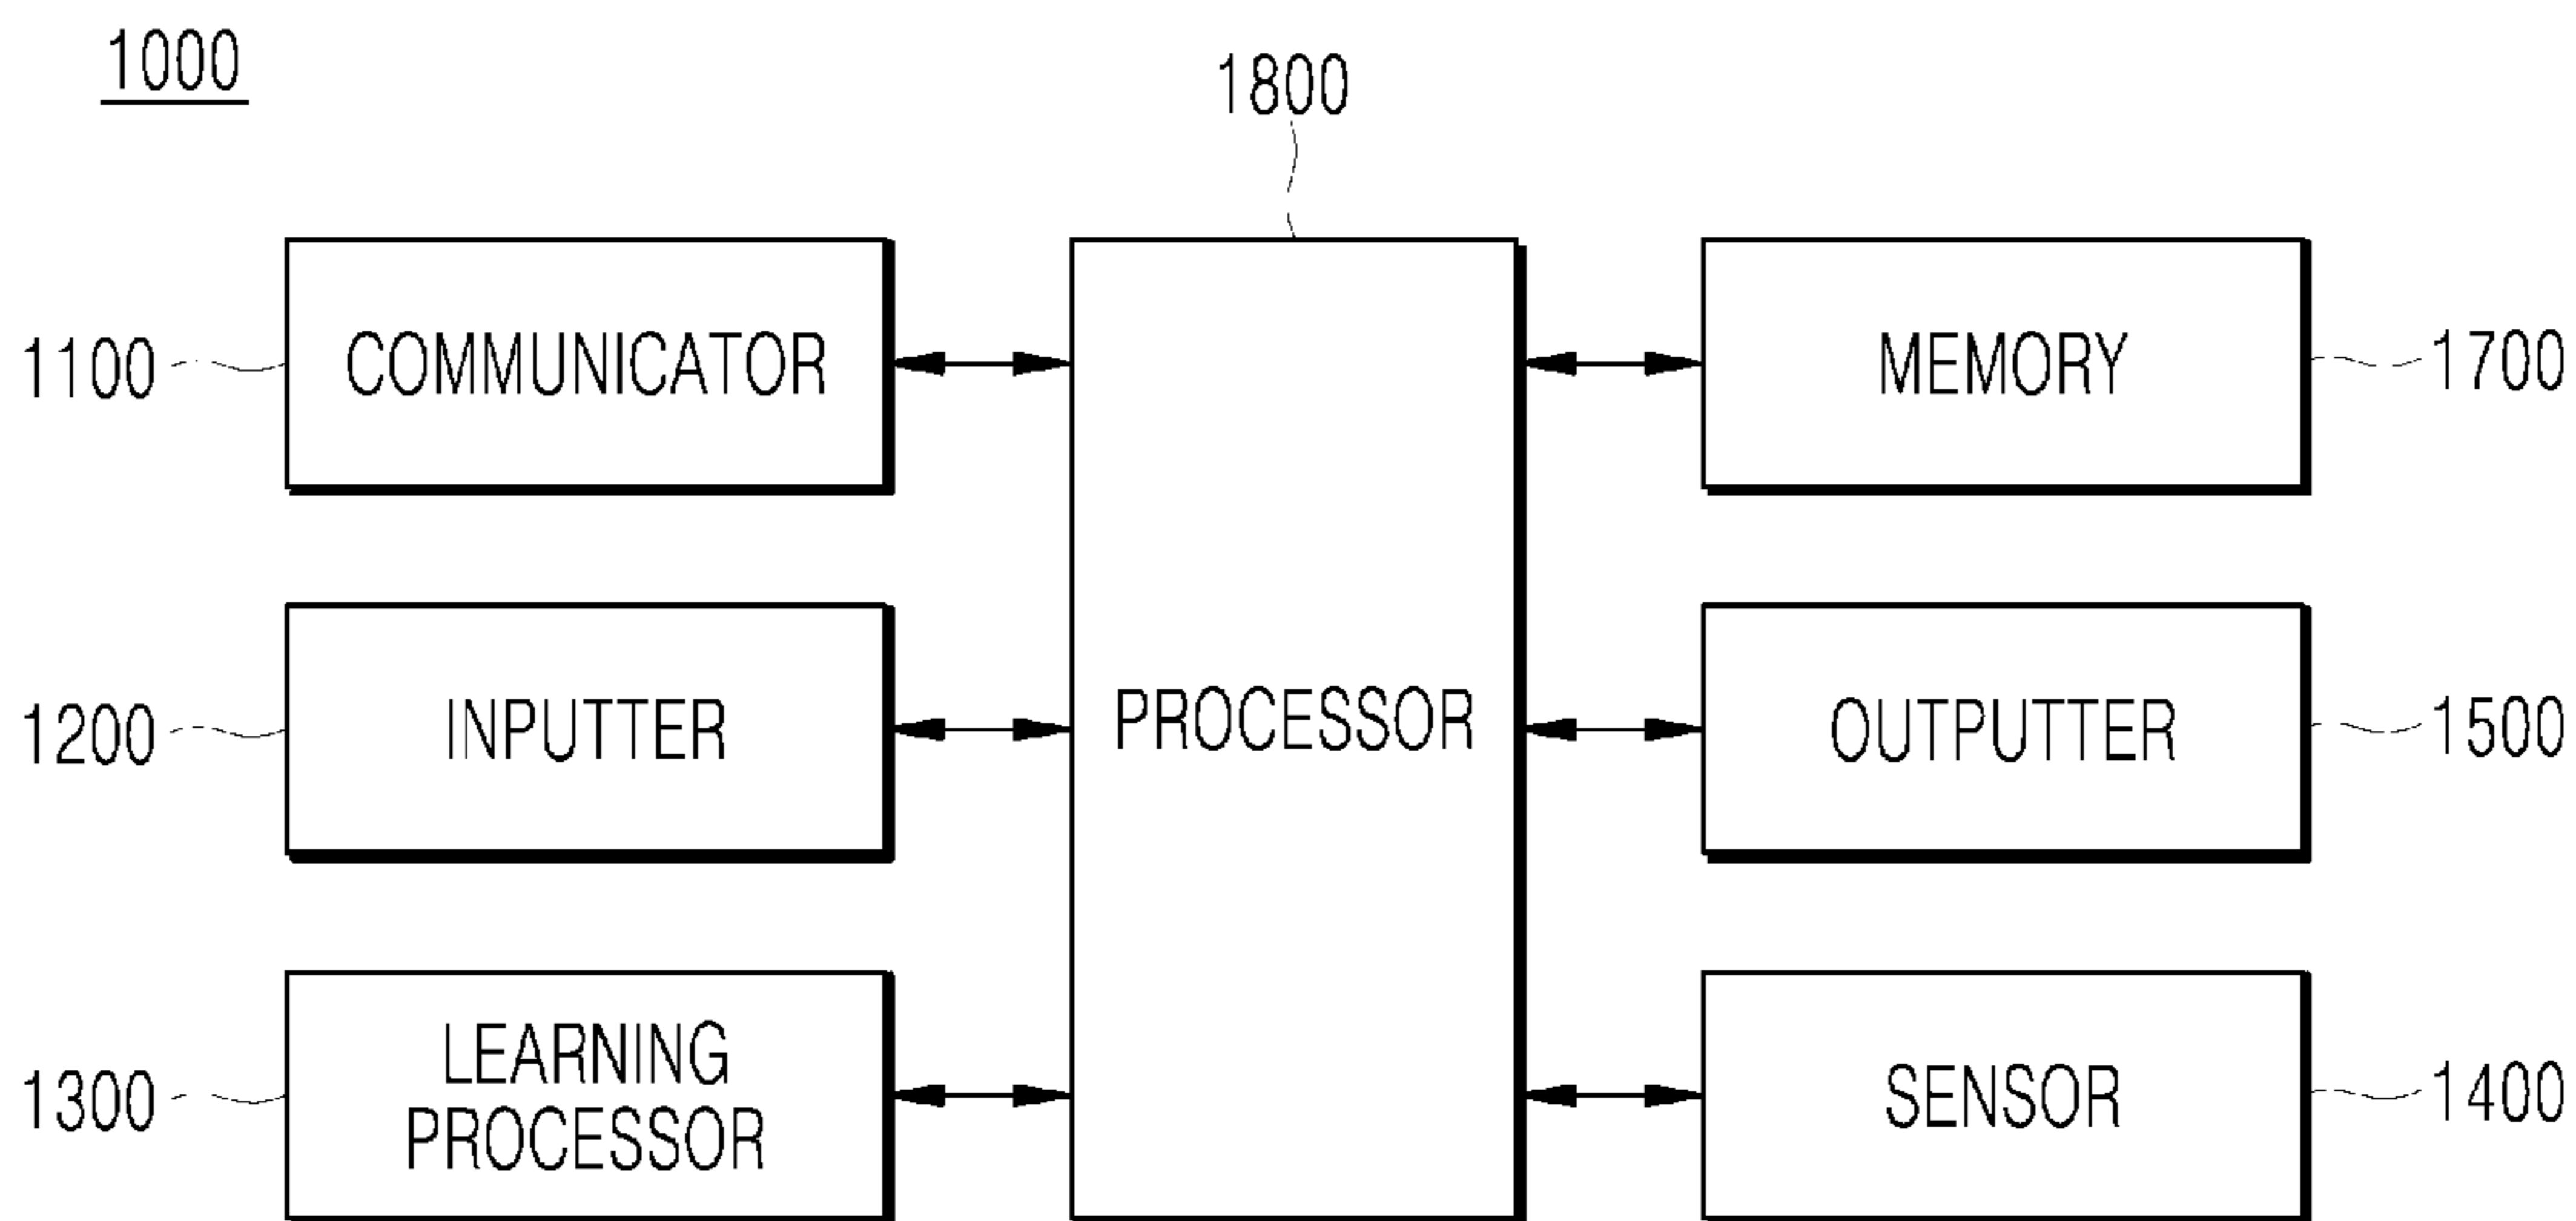 1000
1800
1100
COMMUNICATOR
MEMORY
1700
1200
INPUTTER
PROCESSOR
OUTPUTTER
1500
1300
LEARNING
PROCESSOR
SENSOR
1400